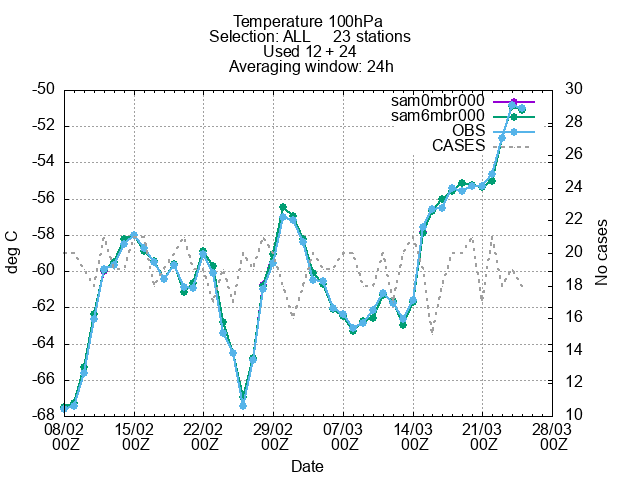 Temperature 100hPa
Selection: ALL 23 stations
Used 12 + 24
Averaging window: 24h
-50
-52
-54
-56
-58
-60
-62
-64
-66
-68
deg C
30
28
26
24
22
20
18
16
14
12
10
No cases
sam0mbr000
sam6mbr000
OBS
CASES
08/02 15/02 22/02 29/02 07/03 14/03 21/03 28/03
00Z 00Z 00Z 00Z 00Z 00Z 00Z 00Z
Date